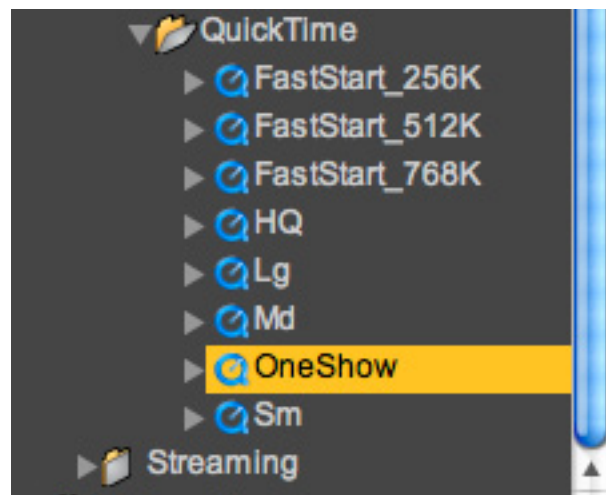 QuickTime
FastStart_256K
FastStart_512K
FastStart_768K
HQ
Lg
Md
OneShow
Sm
Streaming